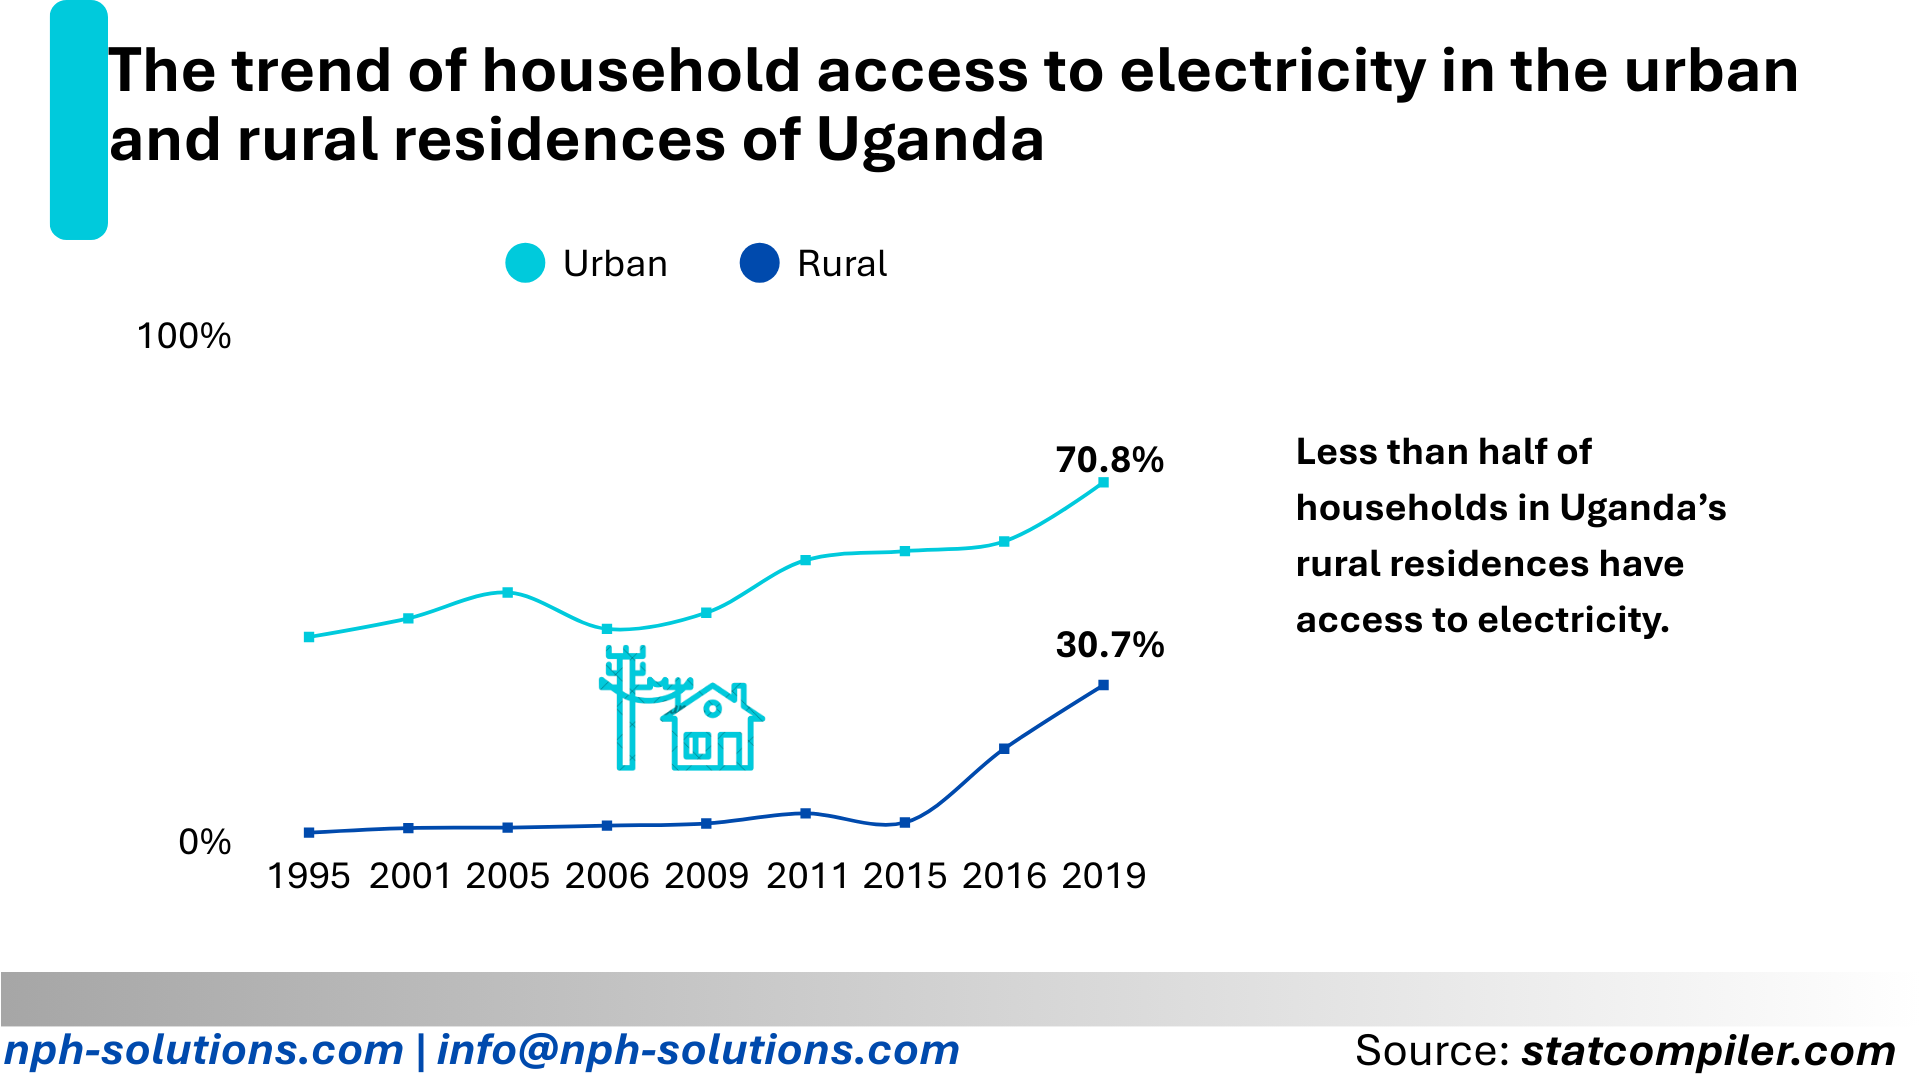 The trend of household access to electricity in the urban
and rural residences of Uganda
Urban Rural
100%
70.8%
30.7%
0%
1995 2001 2005 2006 2009 2011 2015 2016 2019
Less than half of
households in Uganda’s
rural residences have
access to electricity.
nph-solutions.com | info@nph-solutions.com
Source: statcompiler.com